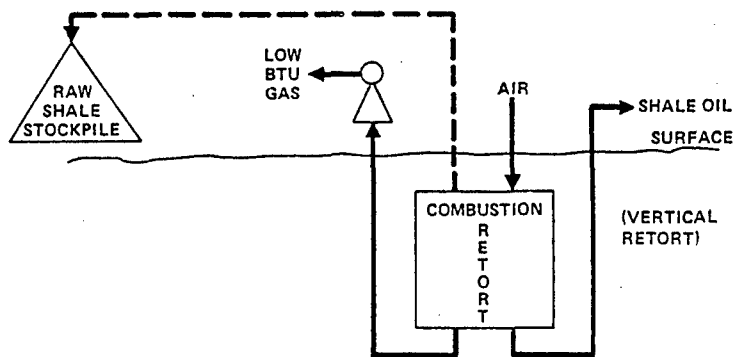 RAW
SHALE
STOCKPILE
LOW
BTU
GAS
AIR
SHALE OIL
SURFACE
COMBUSTION
RETORT
(VERTICAL
RETORT)